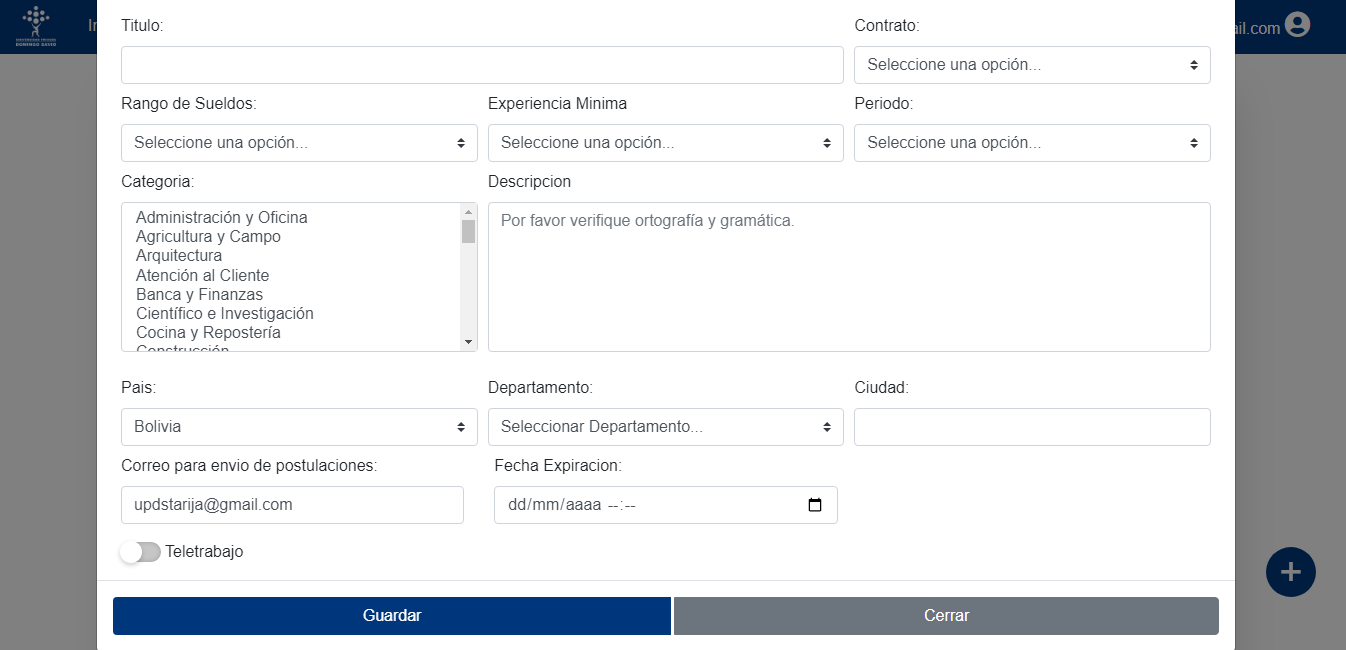 Titulo:
Contrato:
Seleccione una opción...
Rango de Sueldos:
Experiencia Minima
Periodo:
Seleccione una opción...
Seleccione una opción...
Seleccione una opción...
Categoria:
Descripcion
Administración y Oficina
Agricultura y Campo
Arquitectura
Atención al Cliente
Banca y Finanzas
Científico e Investigación
Cocina y Repostería
Construcción
Por favor verifique ortografía y gramática.
Pais:
Departamento:
Ciudad:
Bolivia
Seleccionar Departamento...
Correo para envio de postulaciones:
Fecha Expiracion:
updstarija@gmail.com
dd/mm/aaaa --:--
Teletrabajo
Guardar
Cerrar
ail.com
DOMINGO SAVIO